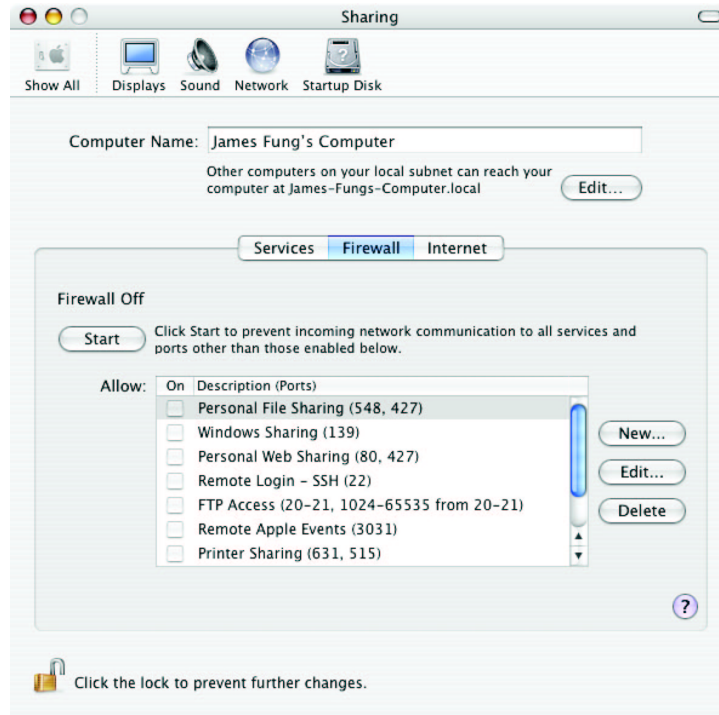 Sharing
Show All Displays Sound Network Startup Disk
Computer Name: James Fung's Computer
Other computers on your local subnet can reach your
computer at James-Fungs-Computer.local
Edit...
Services Firewall Internet
Firewall Off
Start
Click Start to prevent incoming network communication to all services and
ports other than those enabled below.
Allow: On Description (Ports)
Personal File Sharing (548, 427)
Windows Sharing (139)
Personal Web Sharing (80, 427)
Remote Login – SSH (22)
FTP Access (20-21, 1024-65535 from 20-21)
Remote Apple Events (3031)
Printer Sharing (631, 515)
New...
Edit...
Delete
?
Click the lock to prevent further changes.